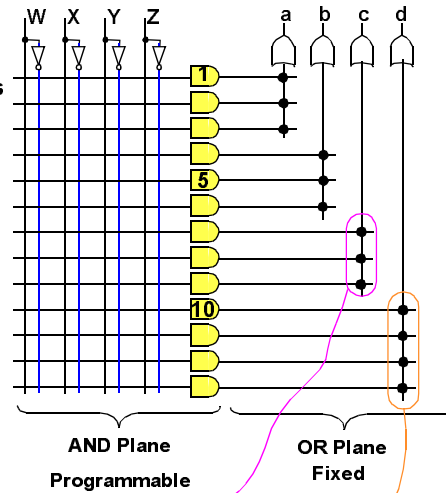 a b c d
W X Y Z
1
s
5
10
AND Plane
OR Plane
Programmable
Fixed